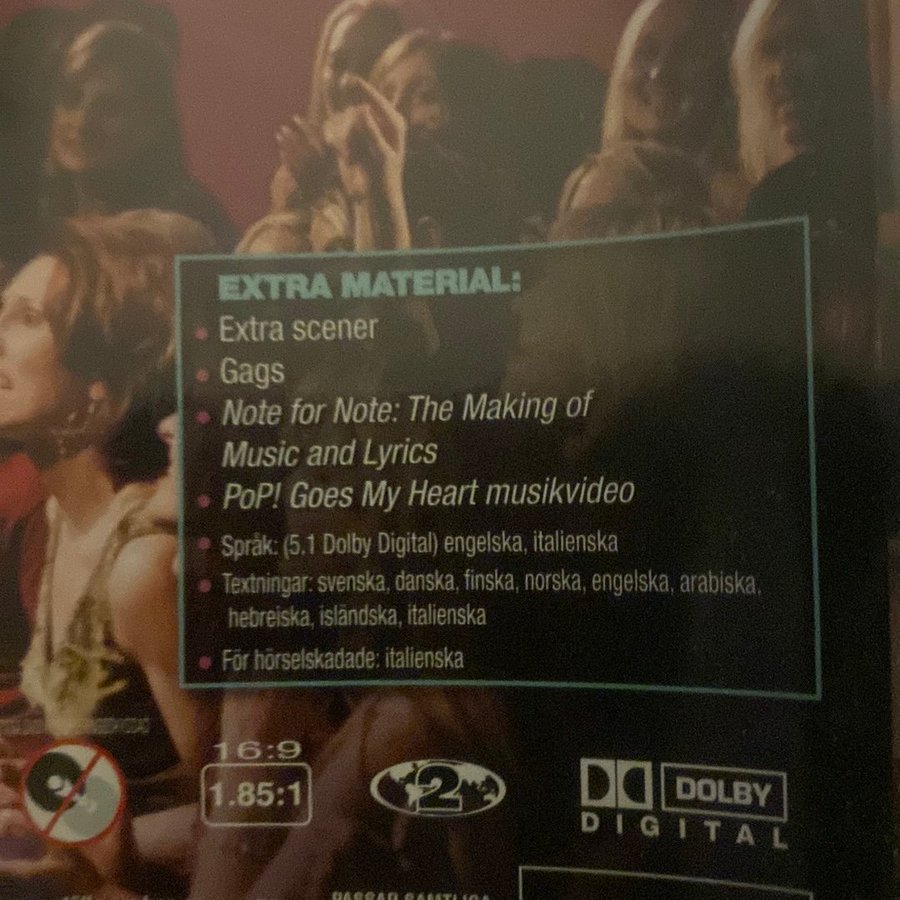 EXTRA MATERIAL:
• Extra scener
• Gags
• Note for Note: The Making of
Music and Lyrics
• PoP! Goes My Heart musikvideo
• Språk: (5.1 Dolby Digital) engelska, italienska
• Textningar: svenska, danska, finska, norska, engelska, arabiska,
hebreiska, isländska, italienska
• För hörselskadade: italienska
16:9
1.85:1
2
DOLBY
DIGITAL
PASSAR SAMTLIGA